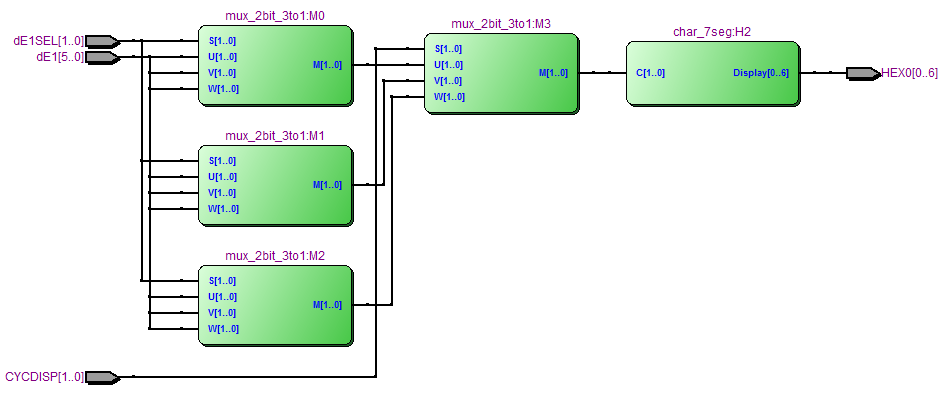 mux_2bit_3to1:M0
dE1SEL[1..0]
dE1[5..0]
S[1..0]
U[1..0]
V[1..0]
W[1..0]
M[1..0]
mux_2bit_3to1:M3
S[1..0]
U[1..0]
V[1..0]
W[1..0]
M[1..0]
char_7seg:H2
C[1..0]
Display[0..6]
HEX0[0..6]
mux_2bit_3to1:M1
S[1..0]
U[1..0]
V[1..0]
W[1..0]
M[1..0]
mux_2bit_3to1:M2
S[1..0]
U[1..0]
V[1..0]
W[1..0]
M[1..0]
CYCDISP[1..0]